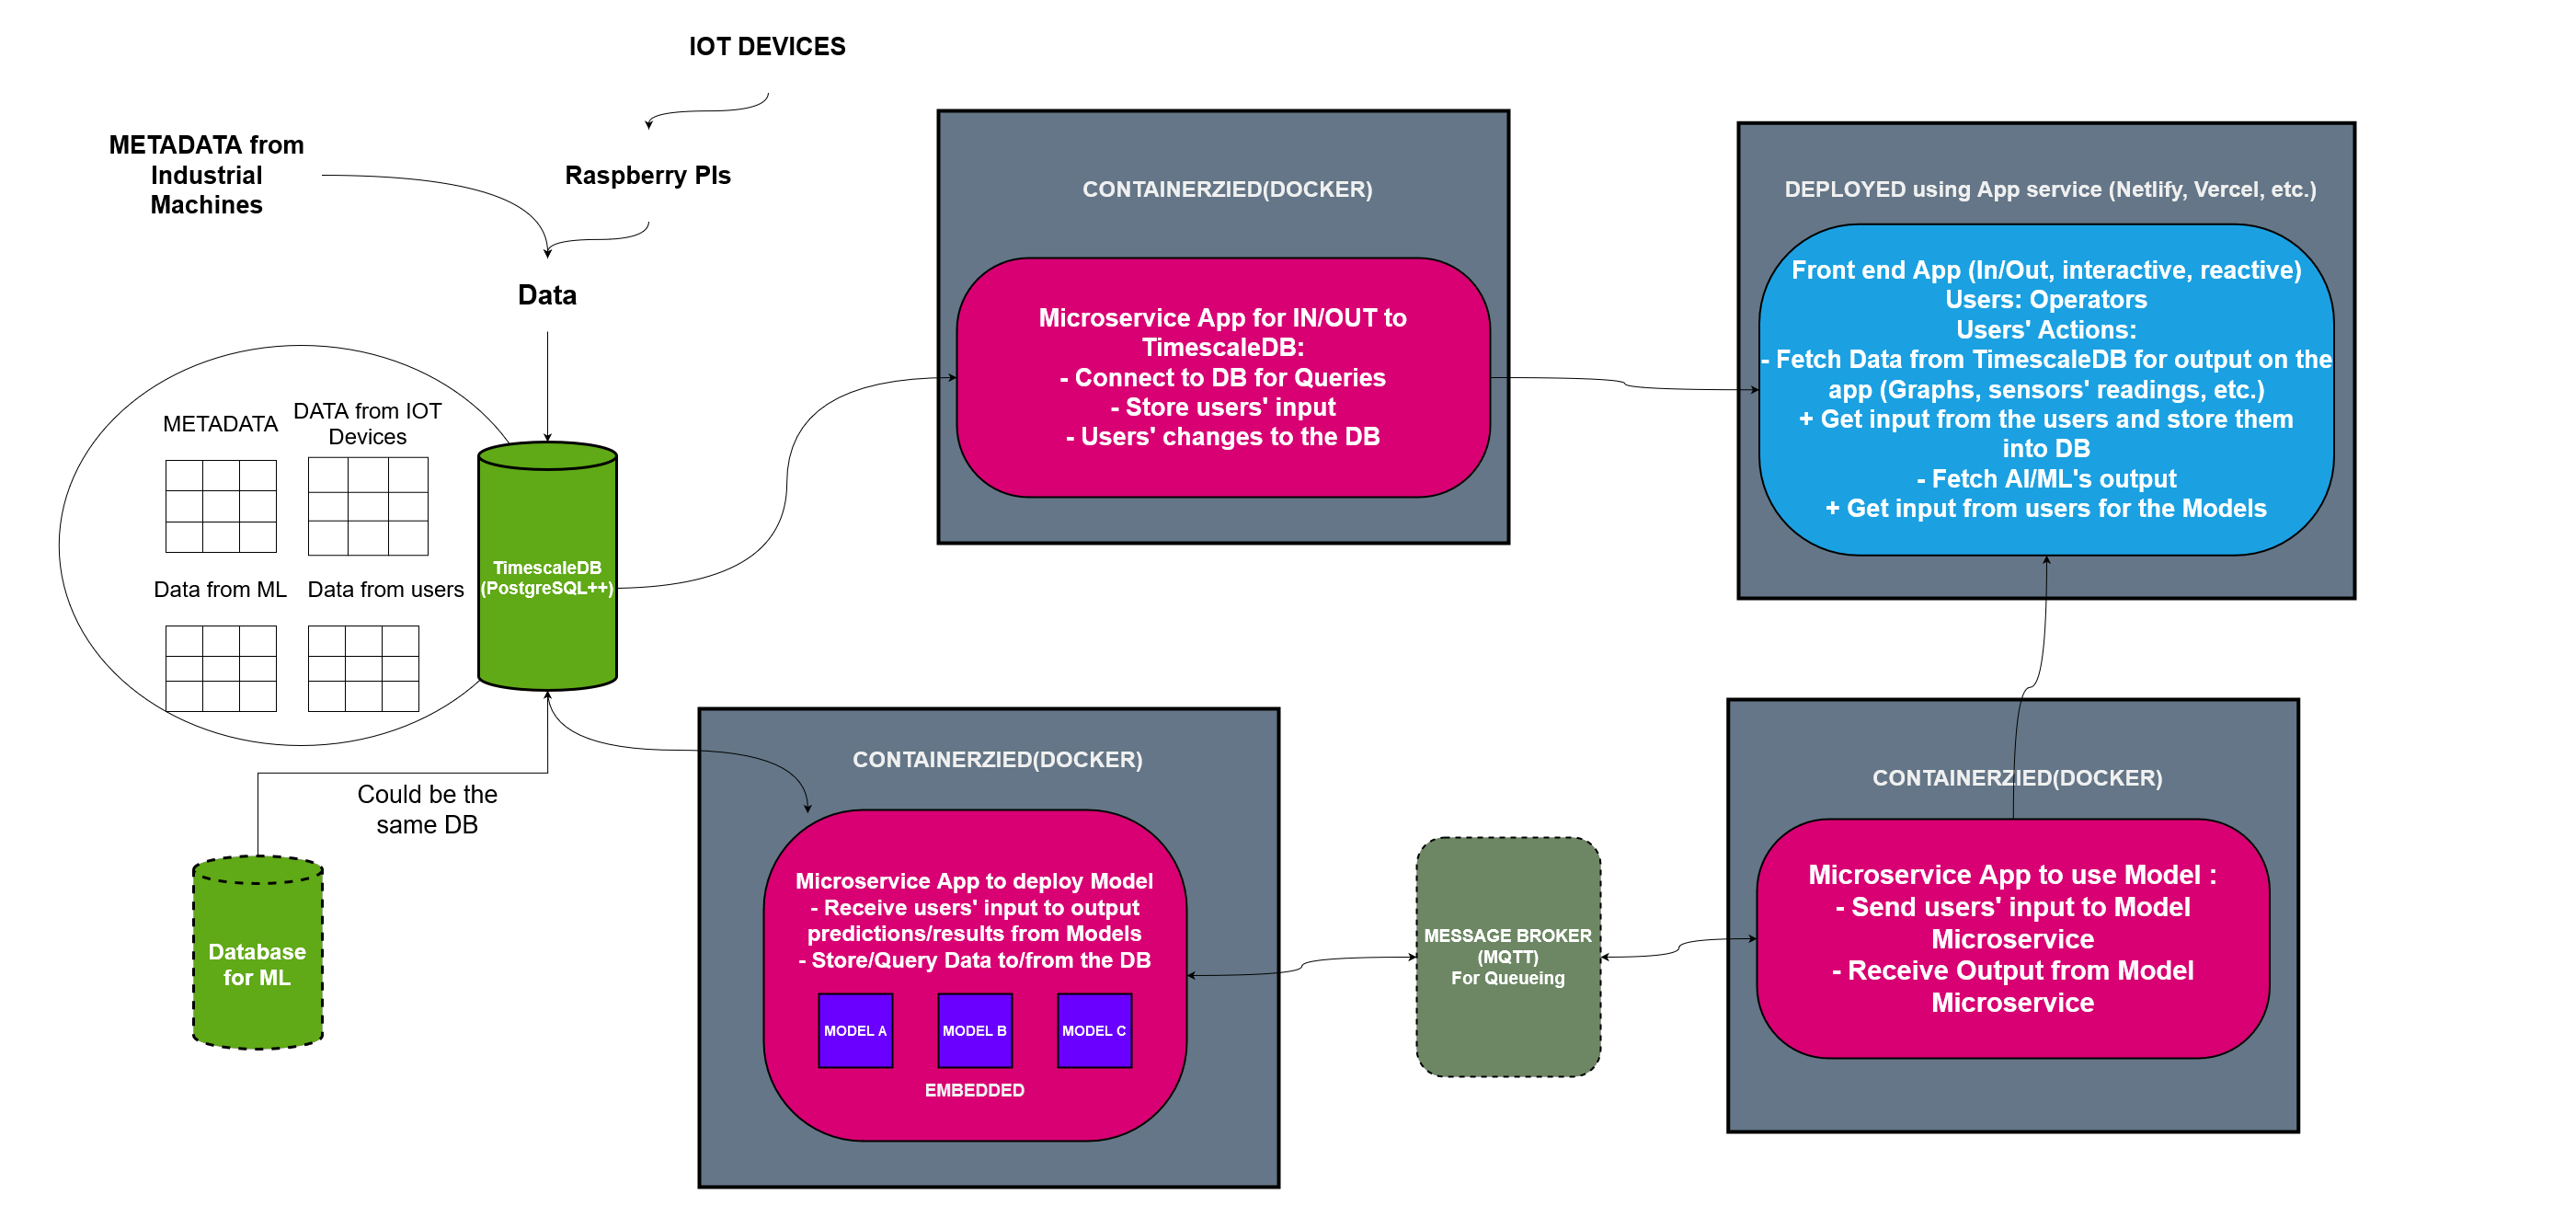 IOT DEVICES
METADATA from
Industrial
Machines
Raspberry PIs
Data
METADATA
DATA from IOT
Devices
Data from ML
Data from users
TimescaleDB
(PostgreSQL++)
Could be the
same DB
Database
for ML
CONTAINERZIED(DOCKER)
Microservice App for IN/OUT to
TimescaleDB:
- Connect to DB for Queries
- Store users' input
- Users' changes to the DB
DEPLOYED using App service (Netlify, Vercel, etc.)
Front end App (In/Out, interactive, reactive)
Users: Operators
Users' Actions:
- Fetch Data from TimescaleDB for output on the
app (Graphs, sensors' readings, etc.)
+ Get input from the users and store them
into DB
- Fetch AI/ML's output
+ Get input from users for the Models
CONTAINERZIED(DOCKER)
Microservice App to deploy Model
- Receive users' input to output
predictions/results from Models
- Store/Query Data to/from the DB
MODEL A
MODEL B
MODEL C
EMBEDDED
MESSAGE BROKER
(MQTT)
For Queueing
CONTAINERZIED(DOCKER)
Microservice App to use Model :
- Send users' input to Model
Microservice
- Receive Output from Model
Microservice